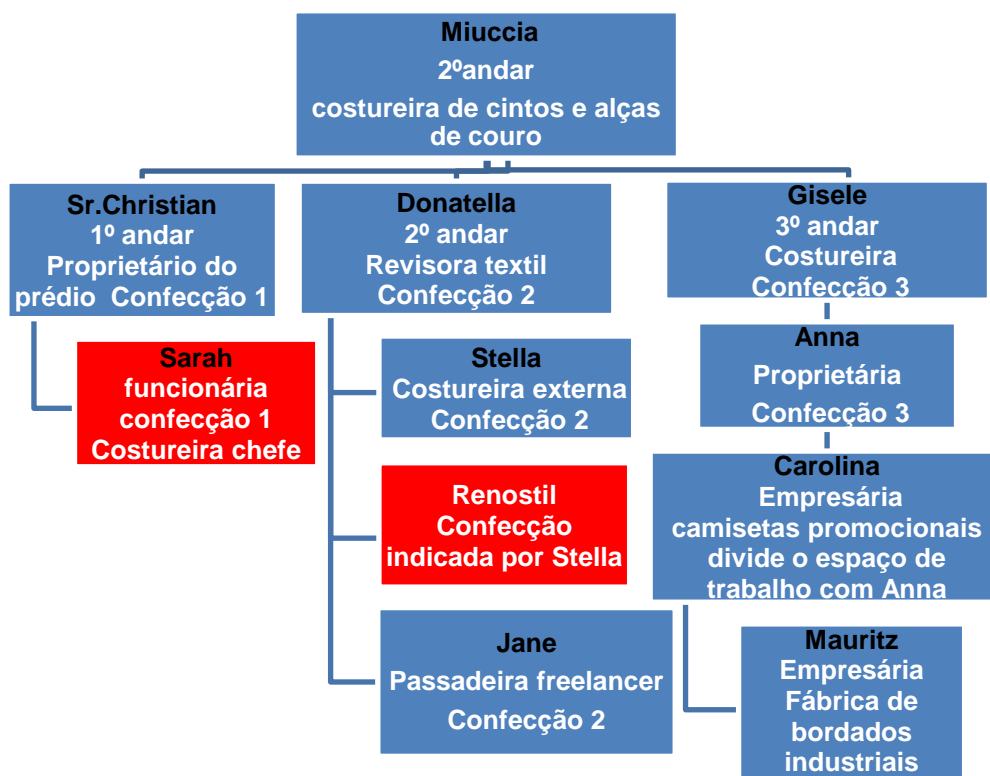 Miuccia
2ºandar
costureira de cintos e alças
de couro
Sr.Christian
1º andar
Proprietário do
prédio Confecção 1
Sarah
funcionária
confecção 1
Costureira chefe
Donatella
2º andar
Revisora textil
Confecção 2
Stella
Costureira externa
Confecção 2
Renostil
Confecção
indicada por Stella
Jane
Passadeira freelancer
Confecção 2
Gisele
3º andar
Costureira
Confecção 3
Anna
Proprietária
Confecção 3
Carolina
Empresária
camisetas promocionais
divide o espaço de
trabalho com Anna
Mauritz
Empresária
Fábrica de
bordados
industriais